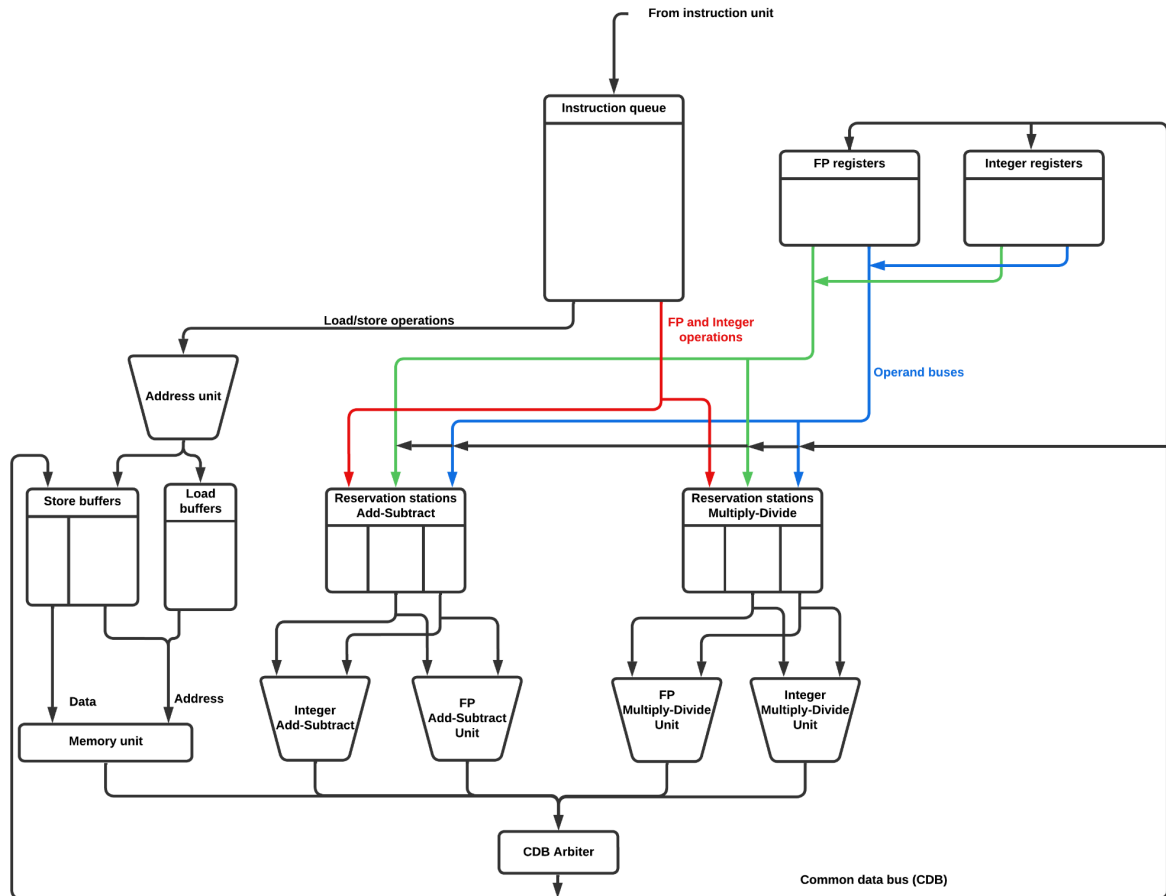 From instruction unit
Instruction queue
FP registers
Integer registers
Load/store operations
FP and Integer
operations
Operand buses
Address unit
Store buffers
Load
buffers
Reservation stations
Add-Subtract
Reservation stations
Multiply-Divide
Data
Address
Memory unit
Integer
Add-Subtract
FP
Add-Subtract
Unit
FP
Multiply-Divide
Unit
Integer
Multiply-Divide
Unit
CDB Arbiter
Common data bus (CDB)